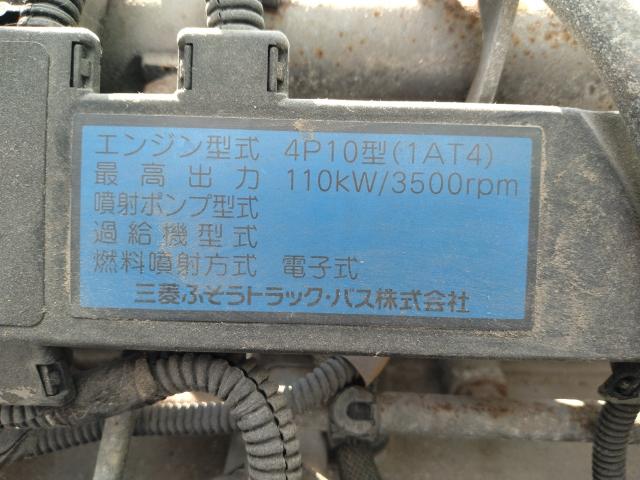 エンジン型式 4P10型(1AT4)
最高出力 110kW/3500rpm
噴射ポンプ型式
過給機型式
燃料噴射方式 電子式
三菱ふそうトラック・バス株式会社